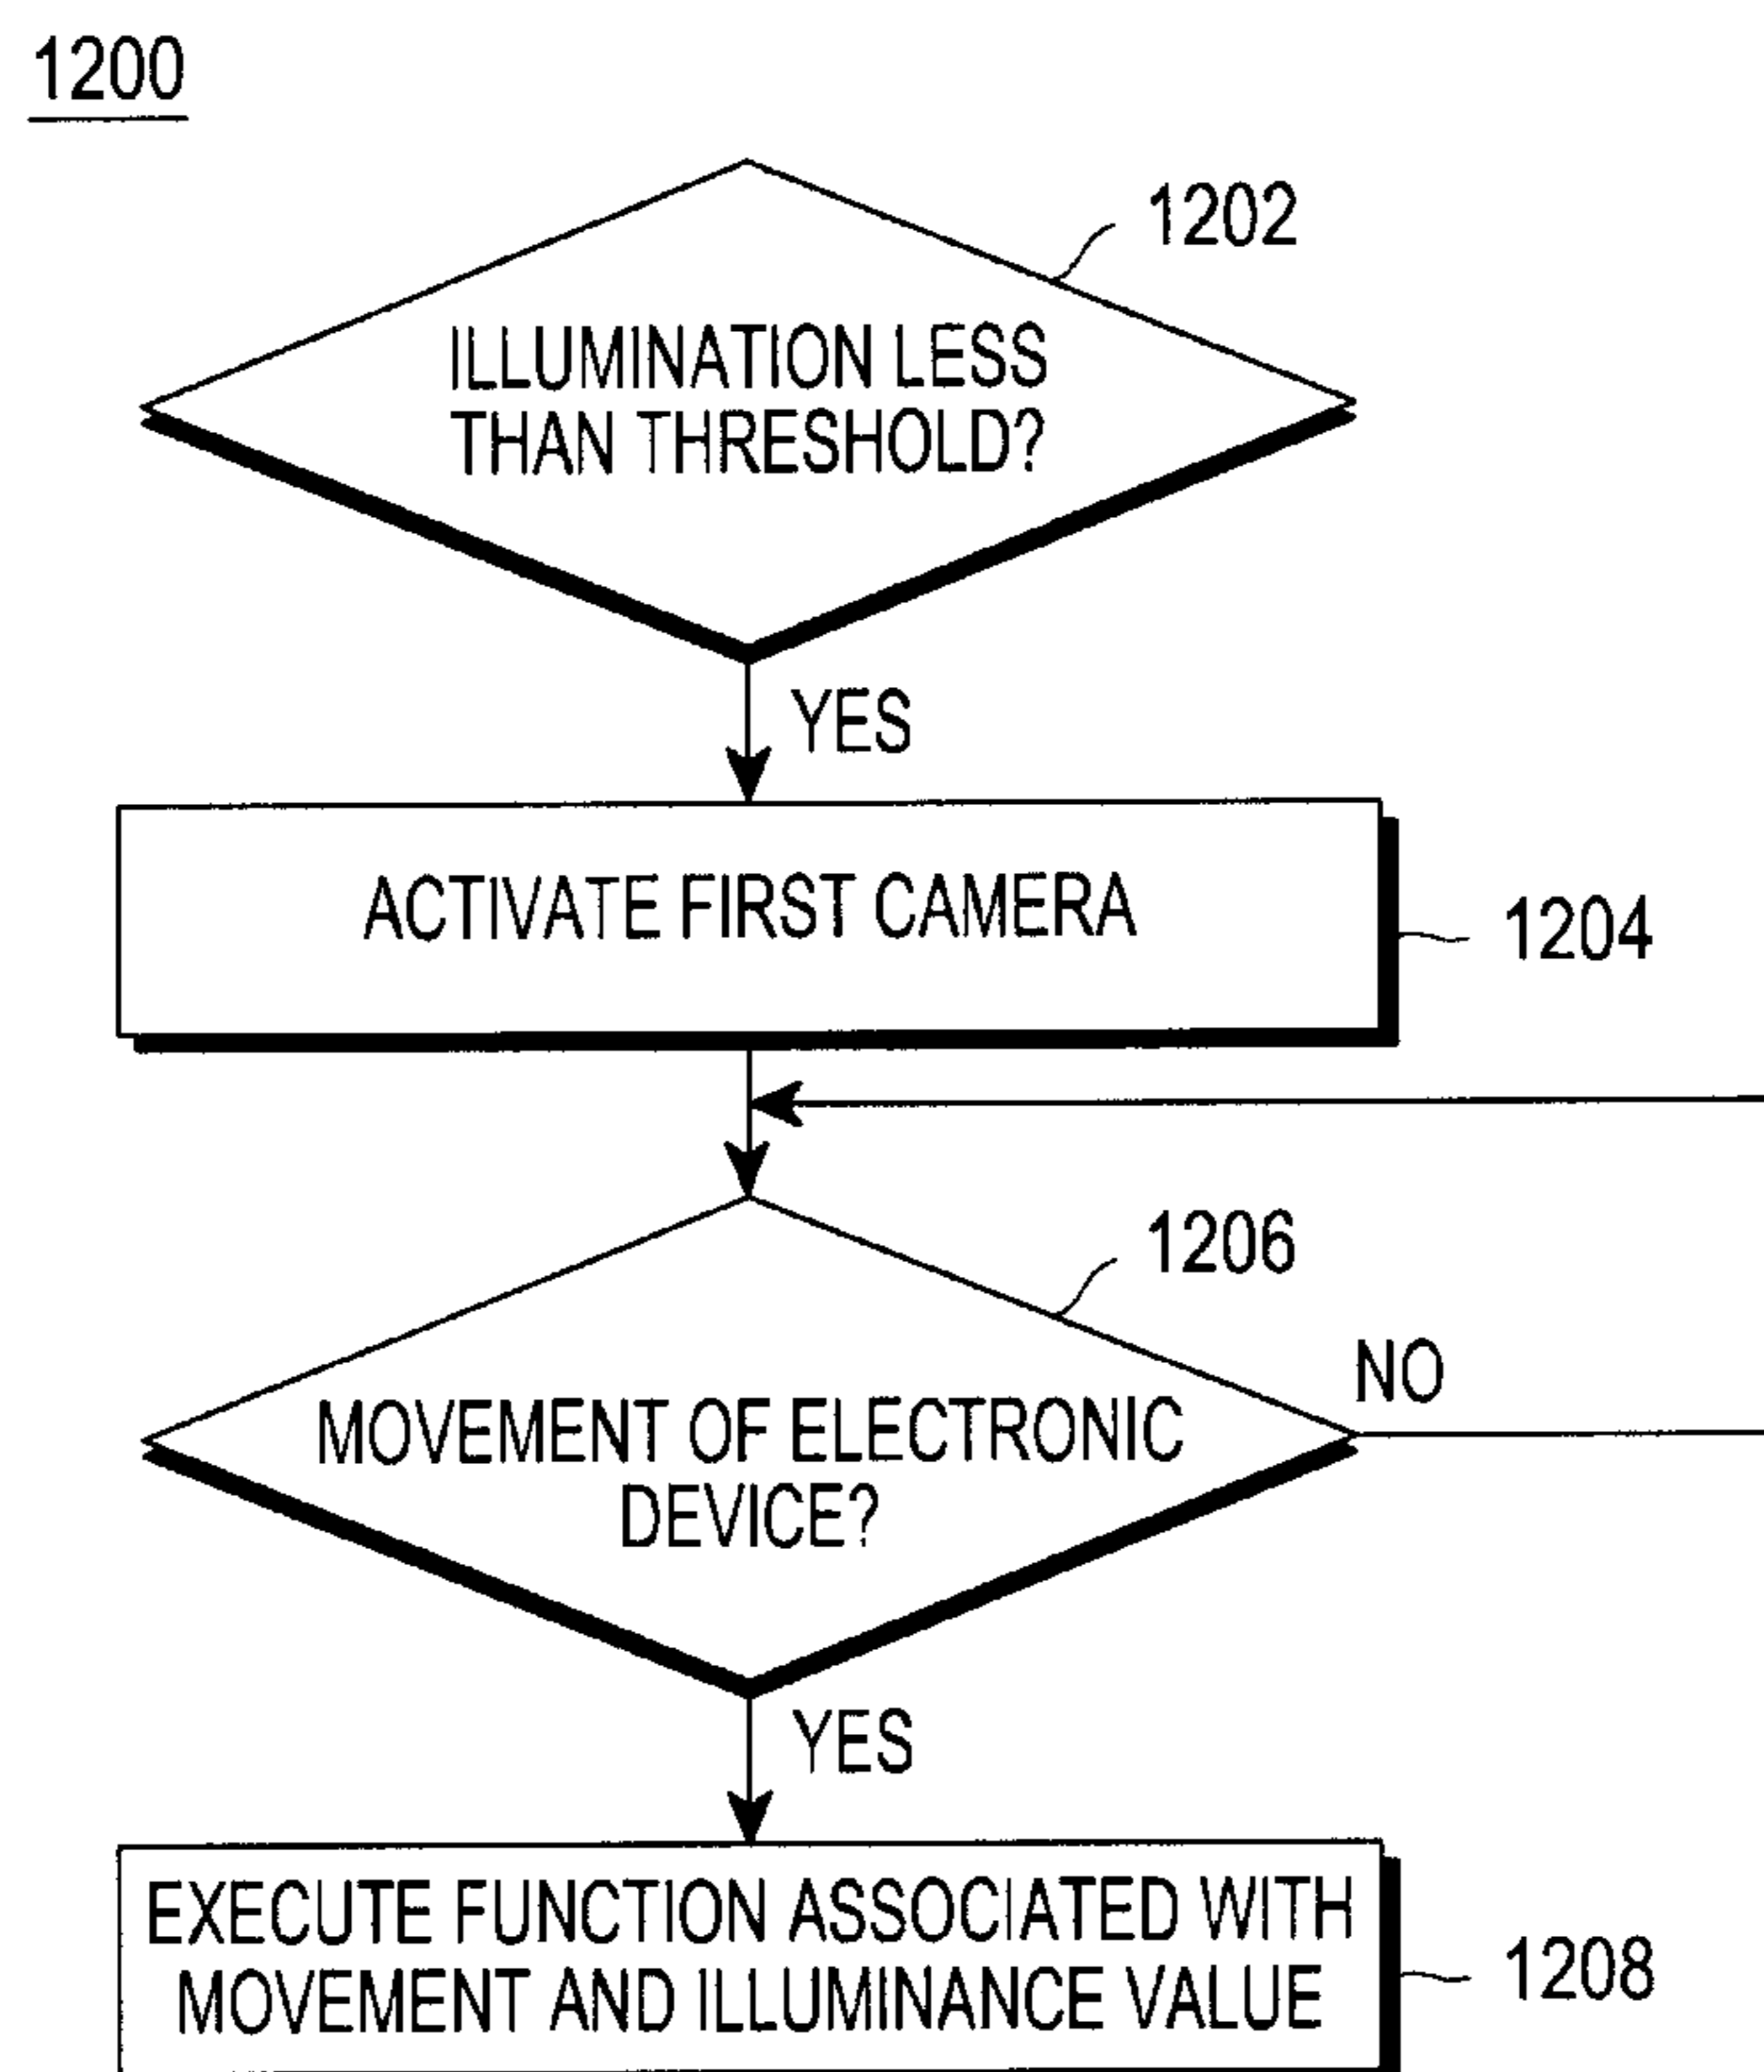 1200
1202
ILLUMINATION LESS
THAN THRESHOLD?
YES
ACTIVATE FIRST CAMERA
1204
1206
NO
MOVEMENT OF ELECTRONIC
DEVICE?
YES
EXECUTE FUNCTION ASSOCIATED WITH
MOVEMENT AND ILLUMINANCE VALUE
1208